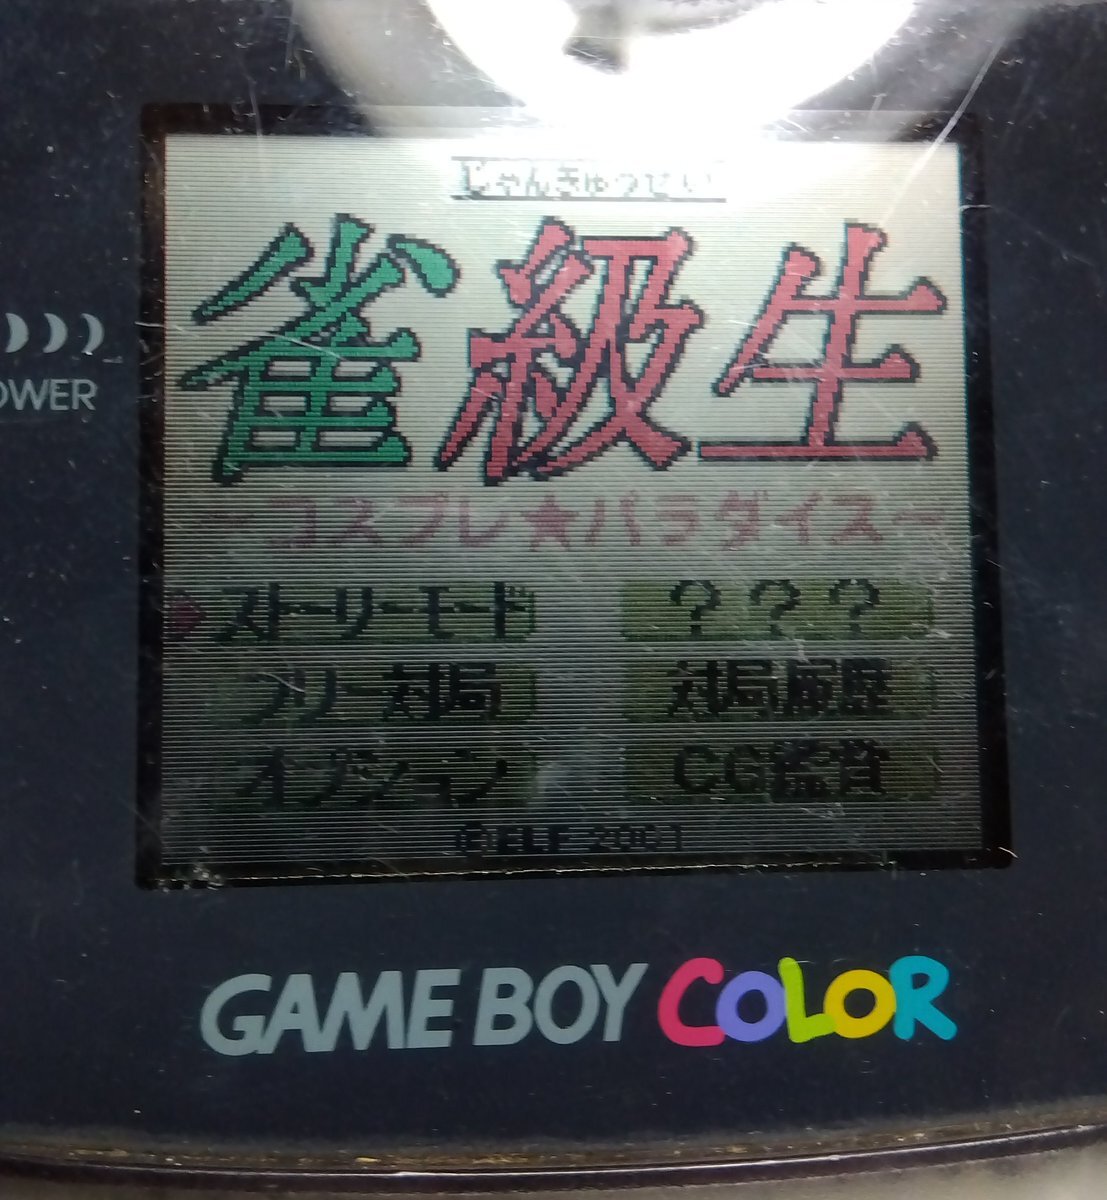 じゃんきゅうせい
雀級生
～コスプレ★パラダイス～
ストーリーモード ？？？
フリー対局 対局履歴
オプション CG鑑賞
©ELF 2001
OWER
GAME BOY COLOR